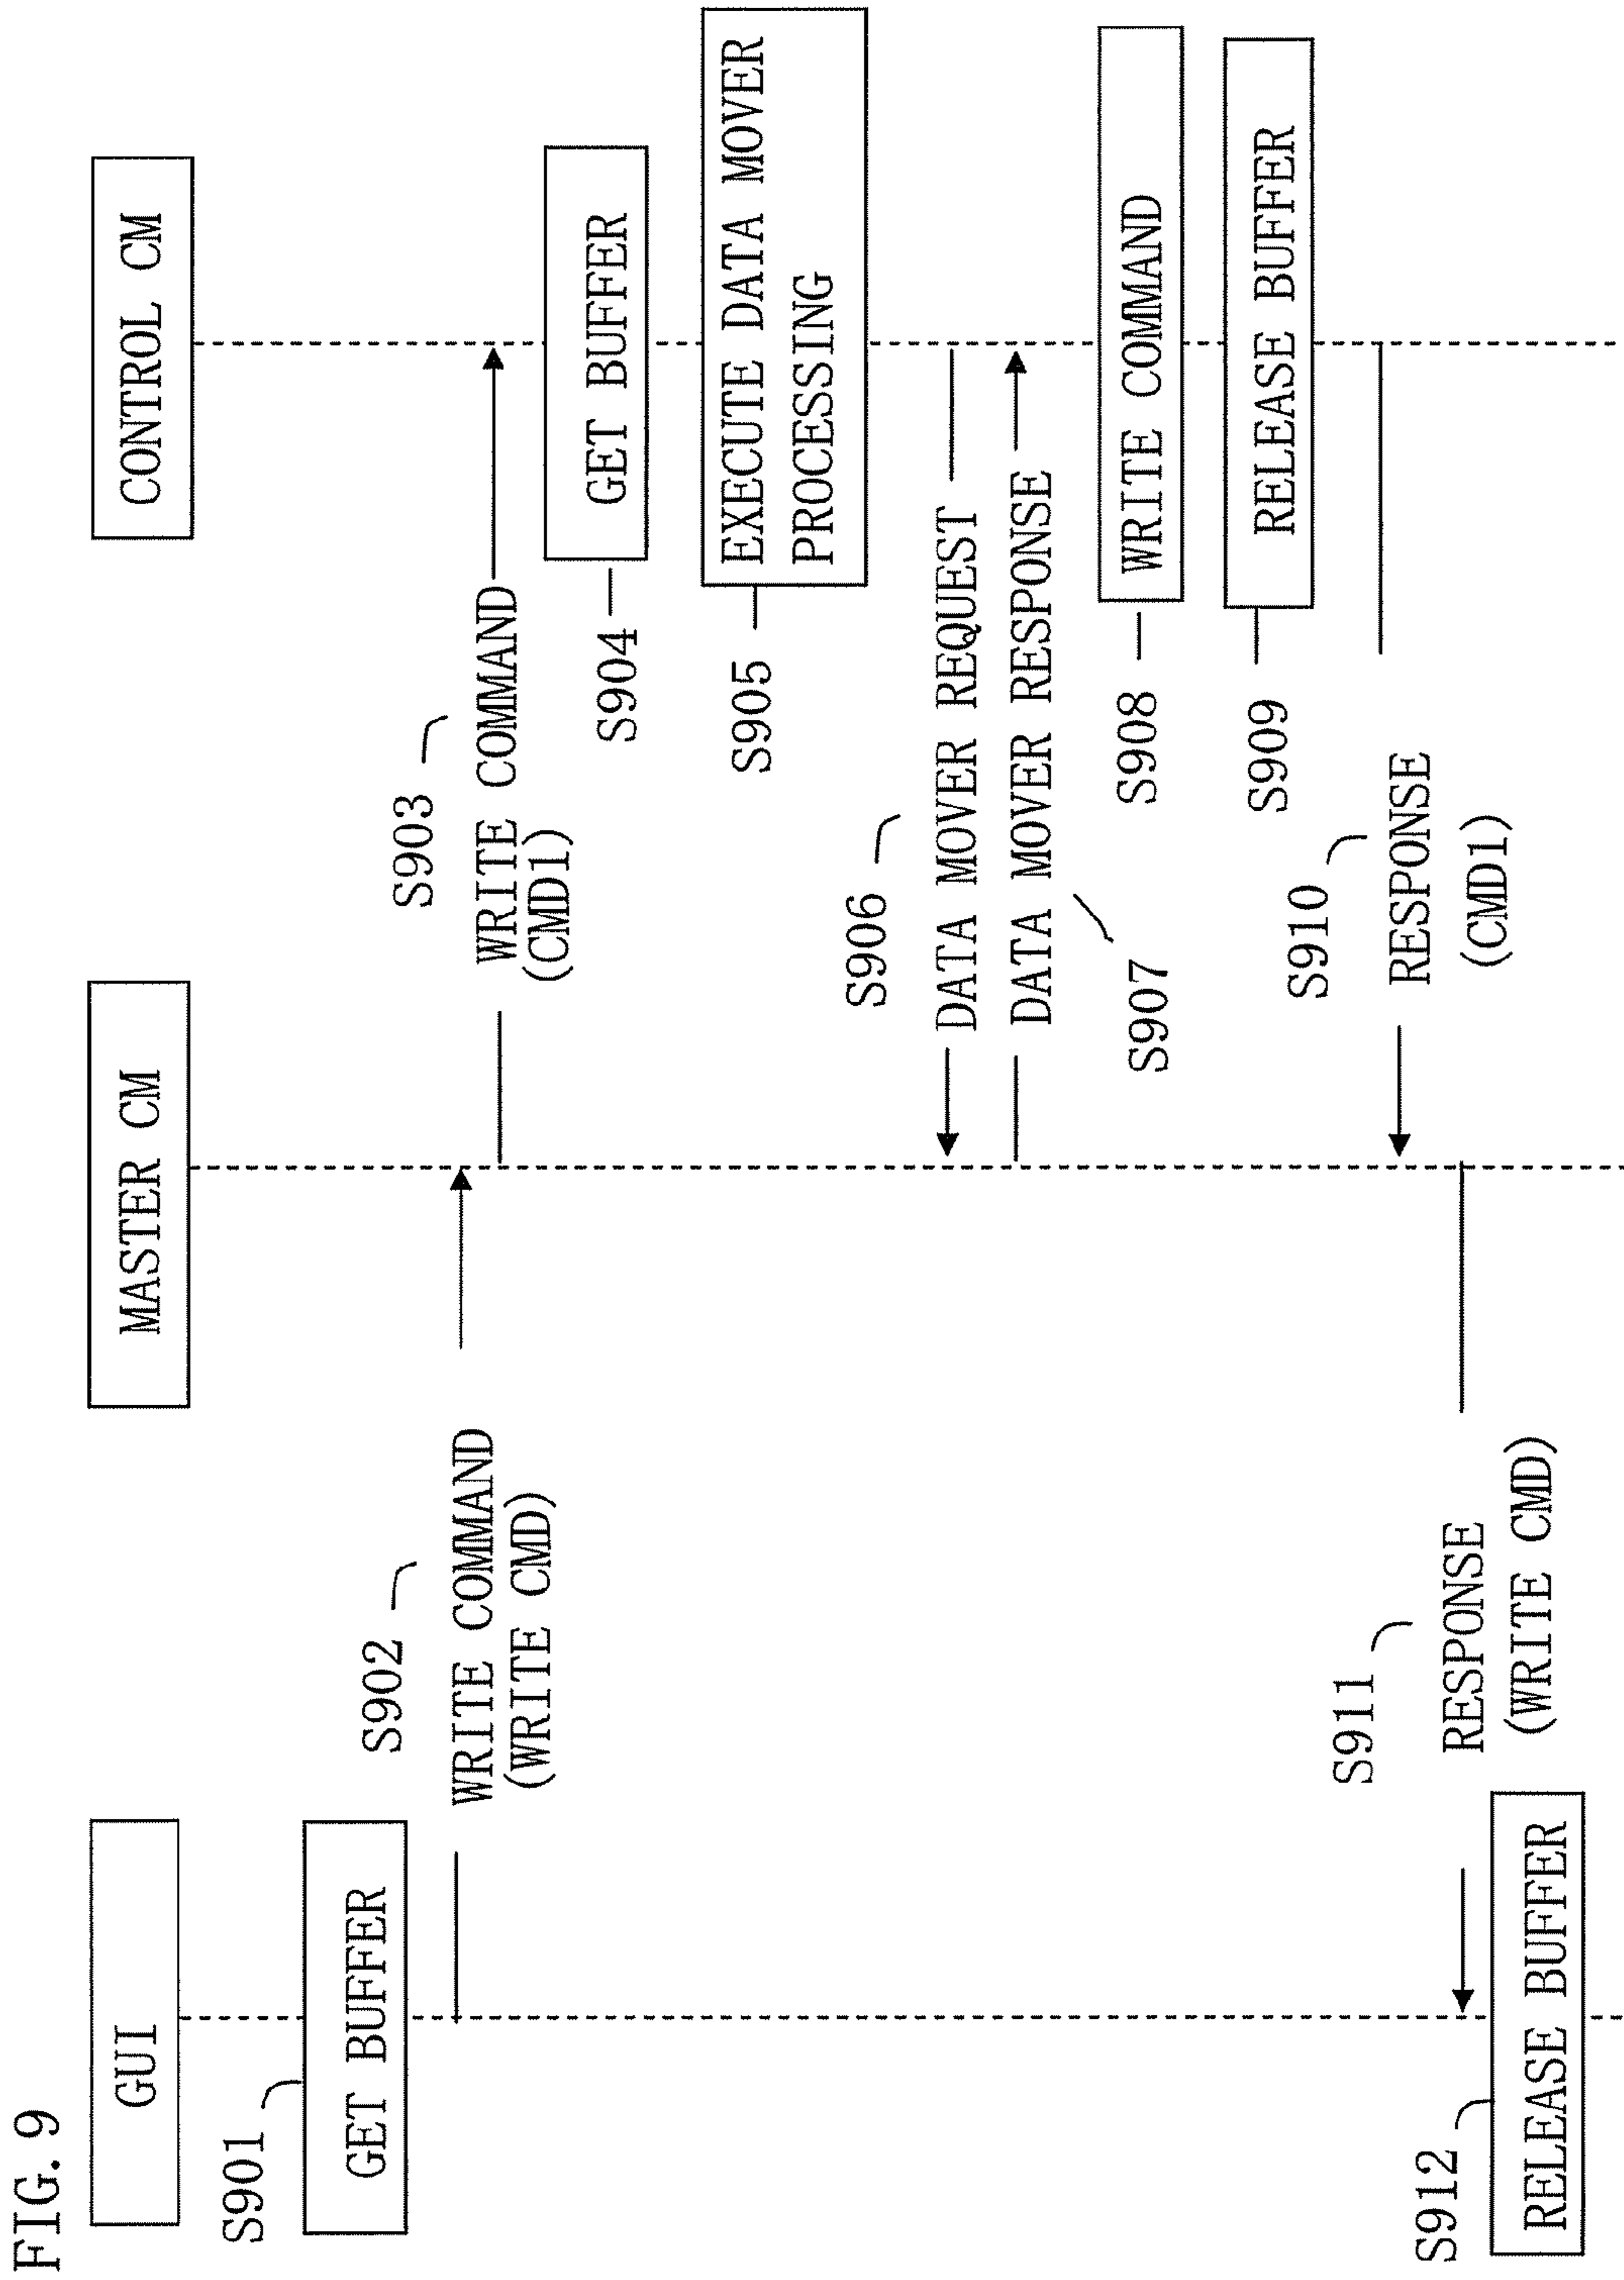 FIG. 9
GUI
MASTER CM
CONTROL CM
S901
GET BUFFER
S902
WRITE COMMAND
(WRITE CMD)
S903
WRITE COMMAND
(CMD1)
S904
GET BUFFER
S905
EXECUTE DATA MOVER
PROCESSING
S906
DATA MOVER REQUEST
DATA MOVER RESPONSE
S907
S908
WRITE COMMAND
S909
RELEASE BUFFER
S910
RESPONSE
(CMD1)
S911
RESPONSE
(WRITE CMD)
S912
RELEASE BUFFER